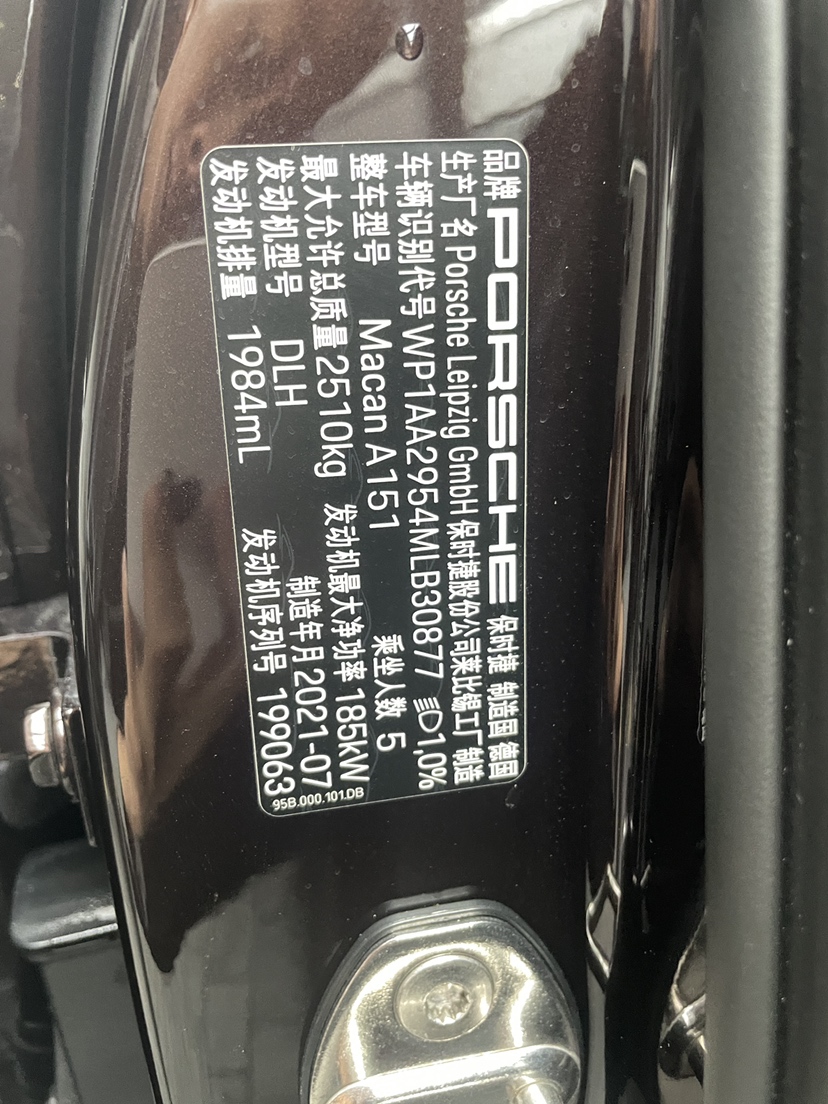 品牌 PORSCHE 保时捷 制造国 德国
生产厂名 Porsche Leipzig GmbH 保时捷股份公司莱比锡工厂制造
车辆识别代号 WP1AA2954MLB30877 1,0%
整车型号 Macan A151 乘坐人数 5
最大允许总质量 2510kg 发动机最大净功率 185kW
发动机型号 DLH 制造年月 2021-07
发动机排量 1984mL 发动机序列号 199063
95B.000.101.DB